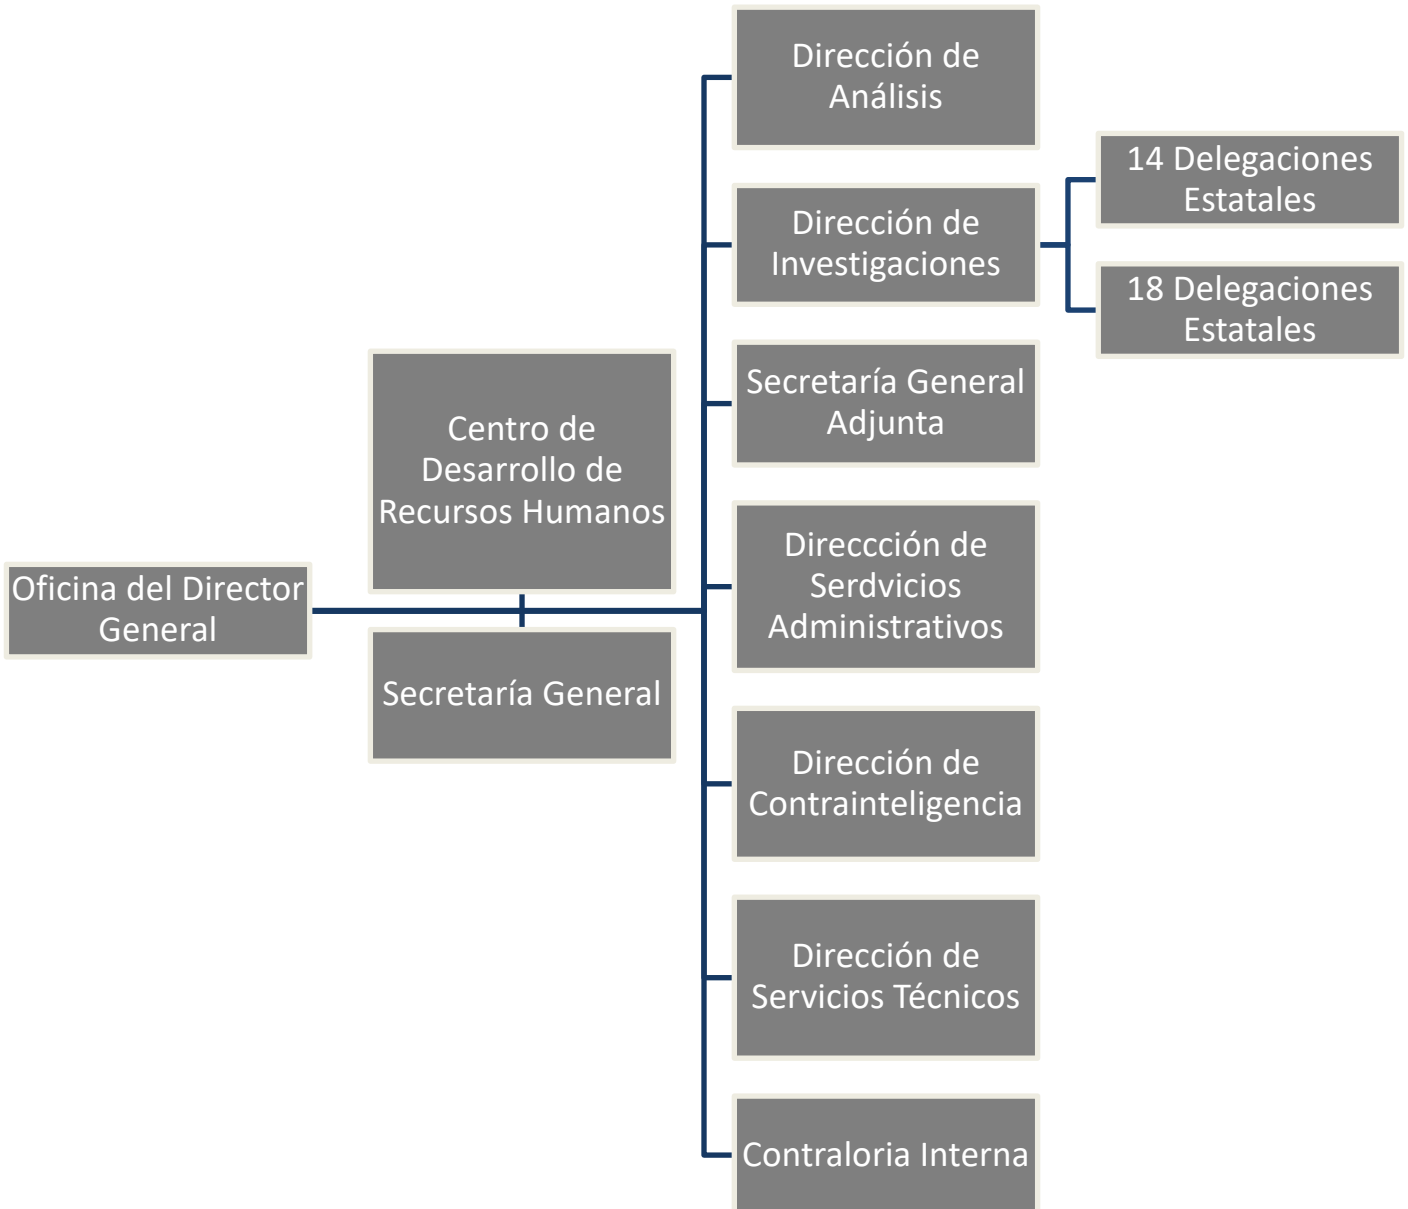 Oficina del Director
General
Centro de
Desarrollo de
Recursos Humanos
Secretaría General
Dirección de
Análisis
Dirección de
Investigaciones
14 Delegaciones
Estatales
18 Delegaciones
Estatales
Secretaría General
Adjunta
Direccción de
Serdvicios
Administrativos
Dirección de
Contrainteligencia
Dirección de
Servicios Técnicos
Contraloria Interna